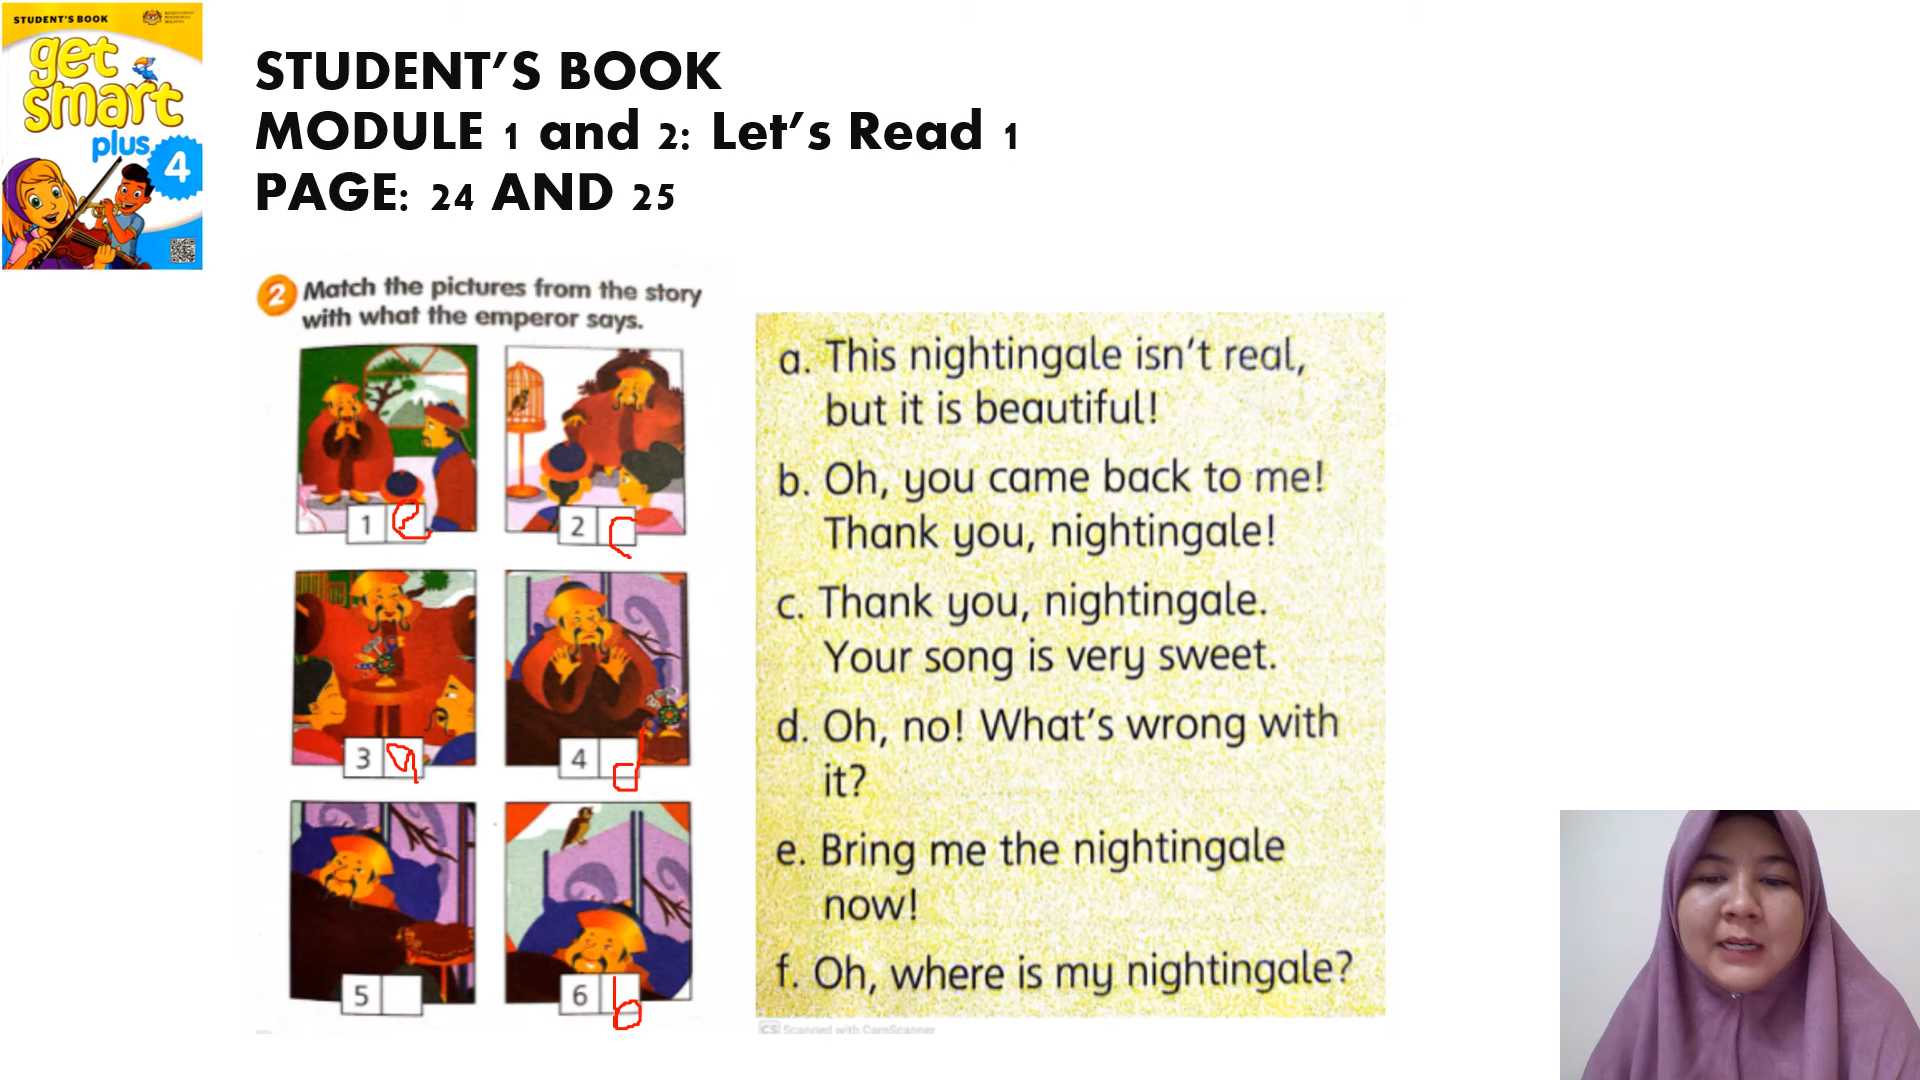 STUDENT'S BOOK
get
smart
plus
4
STUDENT'S BOOK
MODULE 1 and 2: Let's Read 1
PAGE: 24 AND 25
2 Match the pictures from the story
with what the emperor says.
1 e
2 c
3 a
4 d
5
6 b
a. This nightingale isn't real,
but it is beautiful!
b. Oh, you came back to me!
Thank you, nightingale!
c. Thank you, nightingale.
Your song is very sweet.
d. Oh, no! What's wrong with
it?
e. Bring me the nightingale
now!
f. Oh, where is my nightingale?
CS Scanned with CamScanner